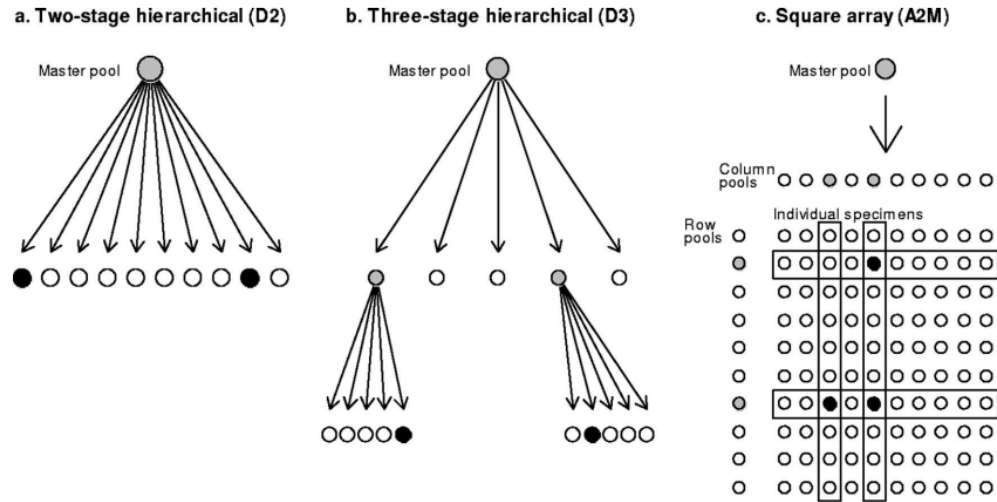 a. Two-stage hierarchical (D2)
Master pool
b. Three-stage hierarchical (D3)
Master pool
c. Square array (A2M)
Master pool
Column
pools
Individual specimens
Row
pools